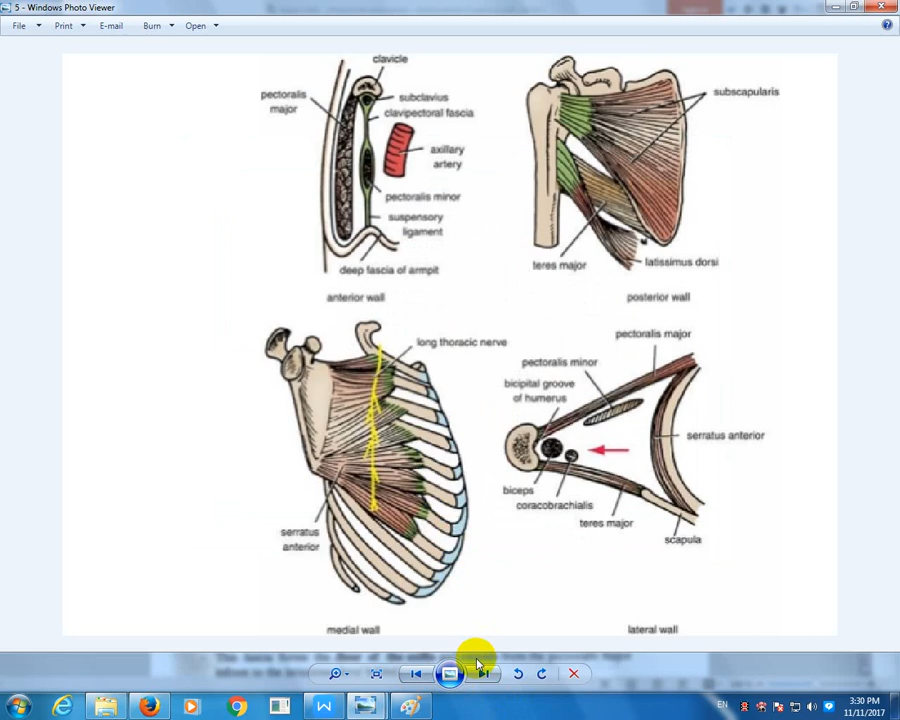 5 - Windows Photo Viewer
File Print E-mail Burn Open
clavicle
pectoralis
major
subclavius
clavipectoral fascia
axillary
artery
pectoralis minor
suspensory
ligament
deep fascia of armpit
anterior wall
subscapularis
teres major
latissimus dorsi
posterior wall
long thoracic nerve
serratus
anterior
medial wall
pectoralis major
pectoralis minor
bicipital groove
of humerus
serratus anterior
biceps
coracobrachialis
teres major
scapula
lateral wall
EN
3:30 PM
11/11/2017